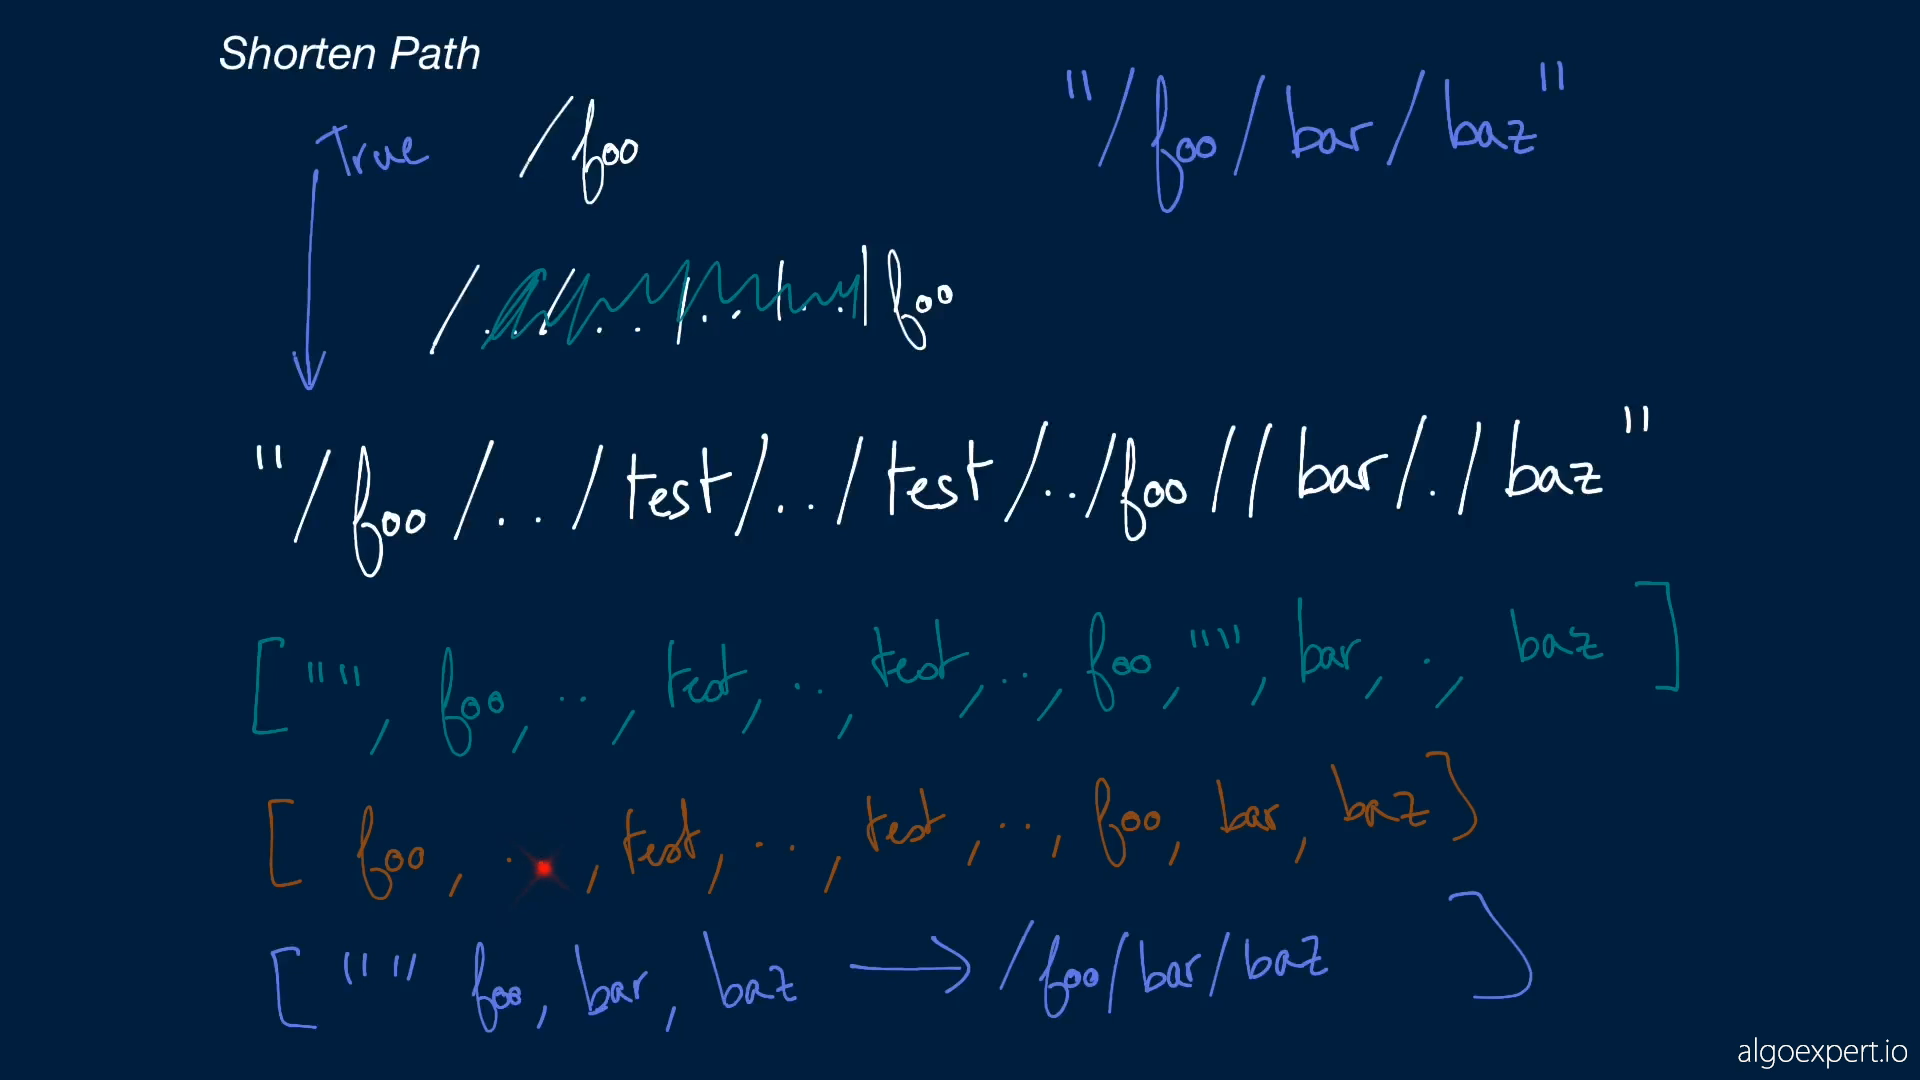 Shorten Path
"/foo/bar/baz"
True /foo
/../../../../foo
"/foo/../test/../test/../foo//bar/./baz"
["", foo, .., test, .., test, .., foo, "", bar, ., baz]
[foo, .., test, .., test, .., foo, bar, baz]
["" foo, bar, baz → /foo/bar/baz ]
algoexpert.io